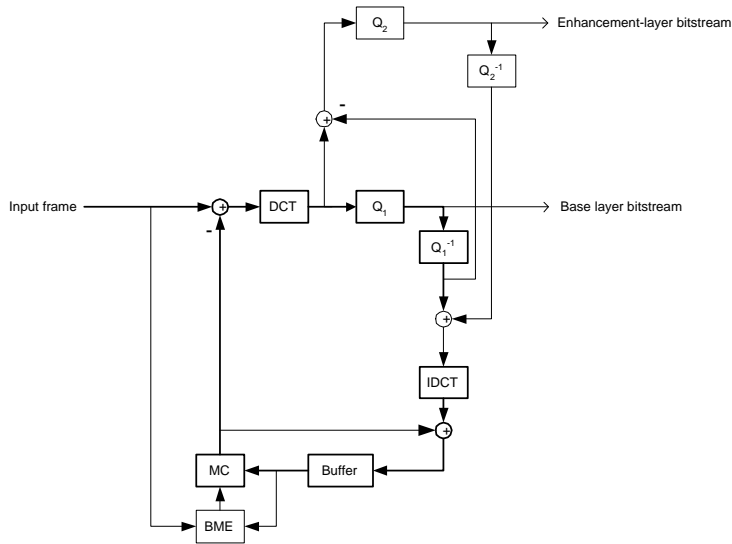 Q2
Enhancement-layer bitstream
Q2-1
-
+
Input frame
+
-
DCT
Q1
Base layer bitstream
Q1-1
+
IDCT
+
MC
Buffer
BME